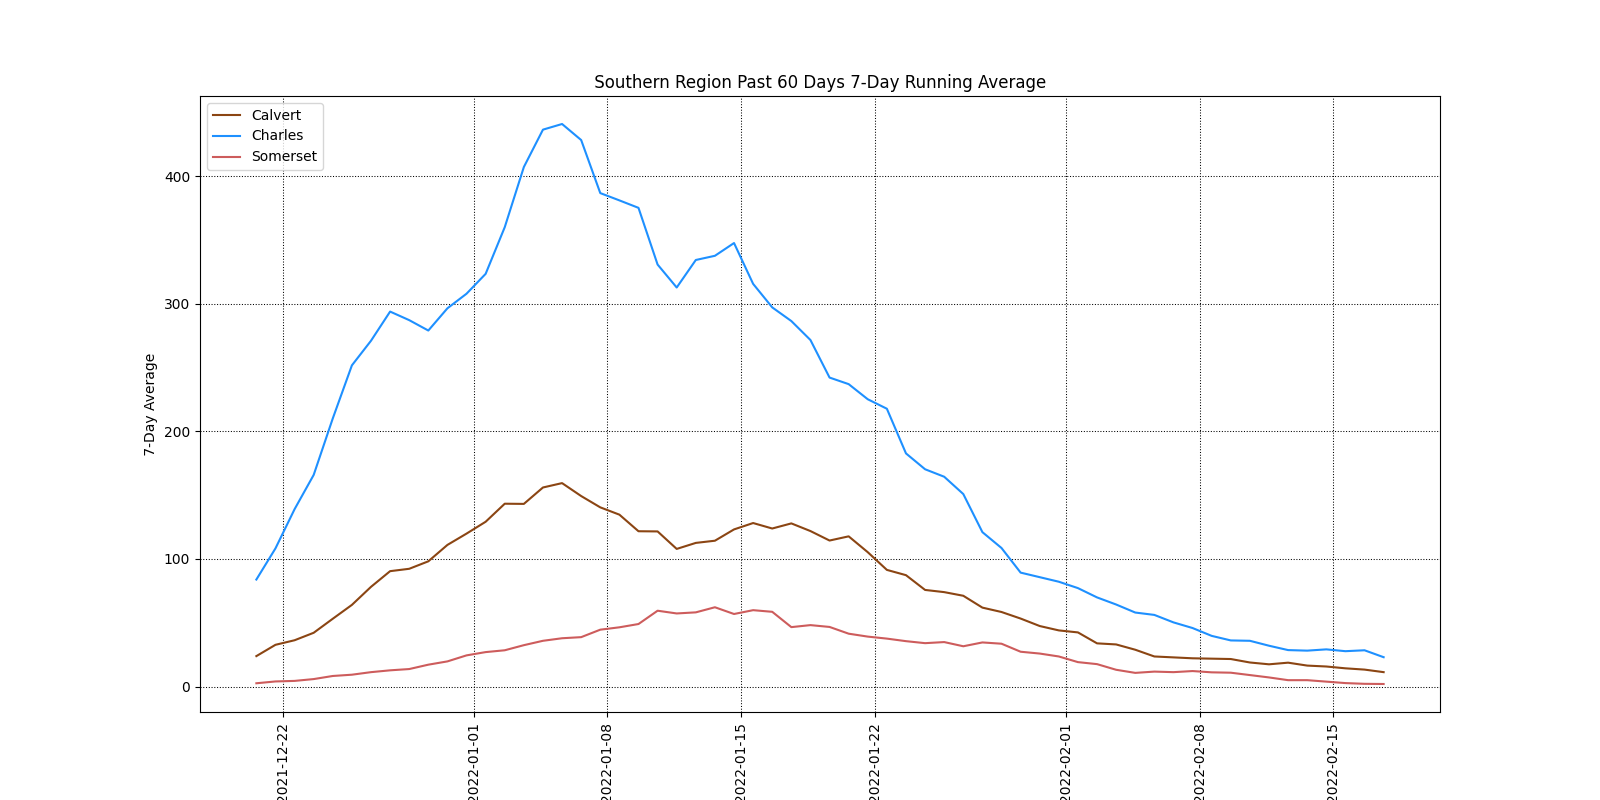 Southern Region Past 60 Days 7-Day Running Average
Calvert
Charles
Somerset
400
300
200
100
0
7-Day Average
2021-12-22
2022-01-01
2022-01-08
2022-01-15
2022-01-22
2022-02-01
2022-02-08
2022-02-15